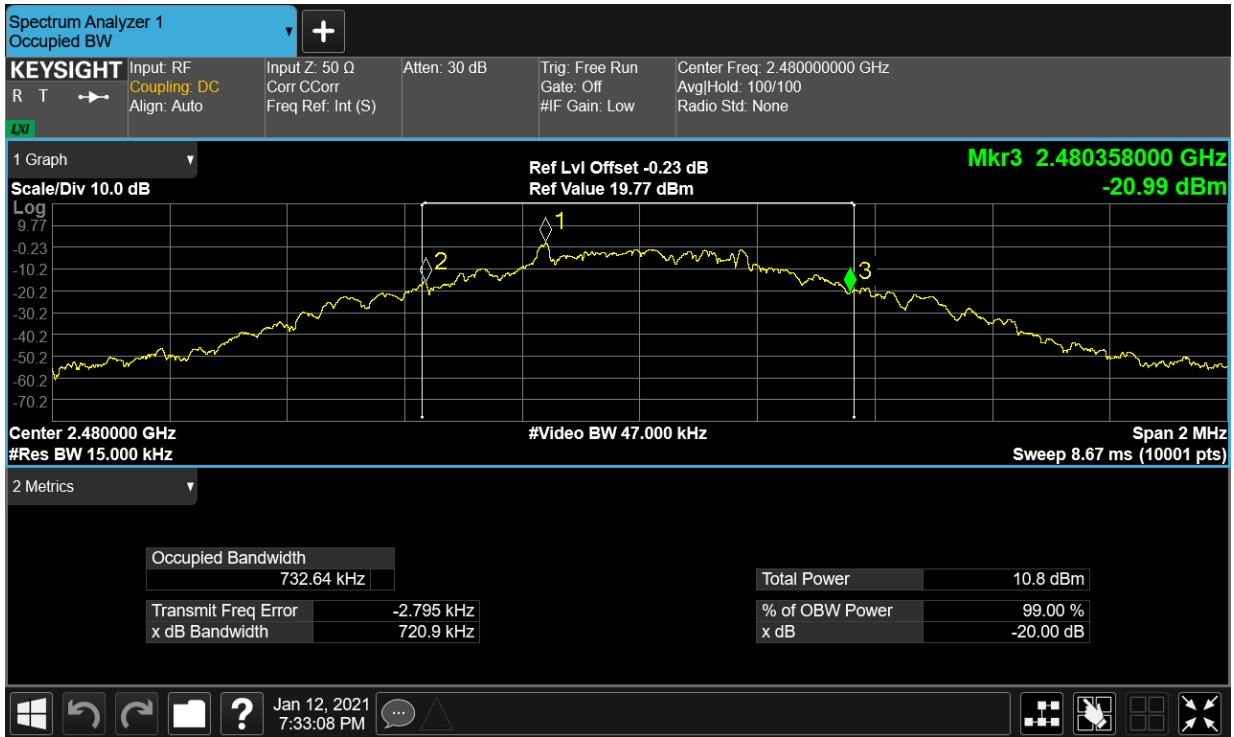 Spectrum Analyzer 1
Occupied BW
KEYSIGHT
R T
LXI
Input: RF
Coupling: DC
Align: Auto
Input Z: 50 Ω
Corr CCorr
Freq Ref: Int (S)
Atten: 30 dB
Trig: Free Run
Gate: Off
#IF Gain: Low
Center Freq: 2.480000000 GHz
Avg|Hold: 100/100
Radio Std: None
1 Graph
Scale/Div 10.0 dB
Ref Lvl Offset -0.23 dB
Ref Value 19.77 dBm
Mkr3 2.480358000 GHz
-20.99 dBm
Log
9.77
-0.23
-10.2
-20.2
-30.2
-40.2
-50.2
-60.2
-70.2
1
2
3
Center 2.480000 GHz
#Res BW 15.000 kHz
#Video BW 47.000 kHz
Span 2 MHz
Sweep 8.67 ms (10001 pts)
2 Metrics
Occupied Bandwidth
732.64 kHz
Transmit Freq Error -2.795 kHz
x dB Bandwidth 720.9 kHz
Total Power 10.8 dBm
% of OBW Power 99.00 %
x dB -20.00 dB
?
Jan 12, 2021
7:33:08 PM